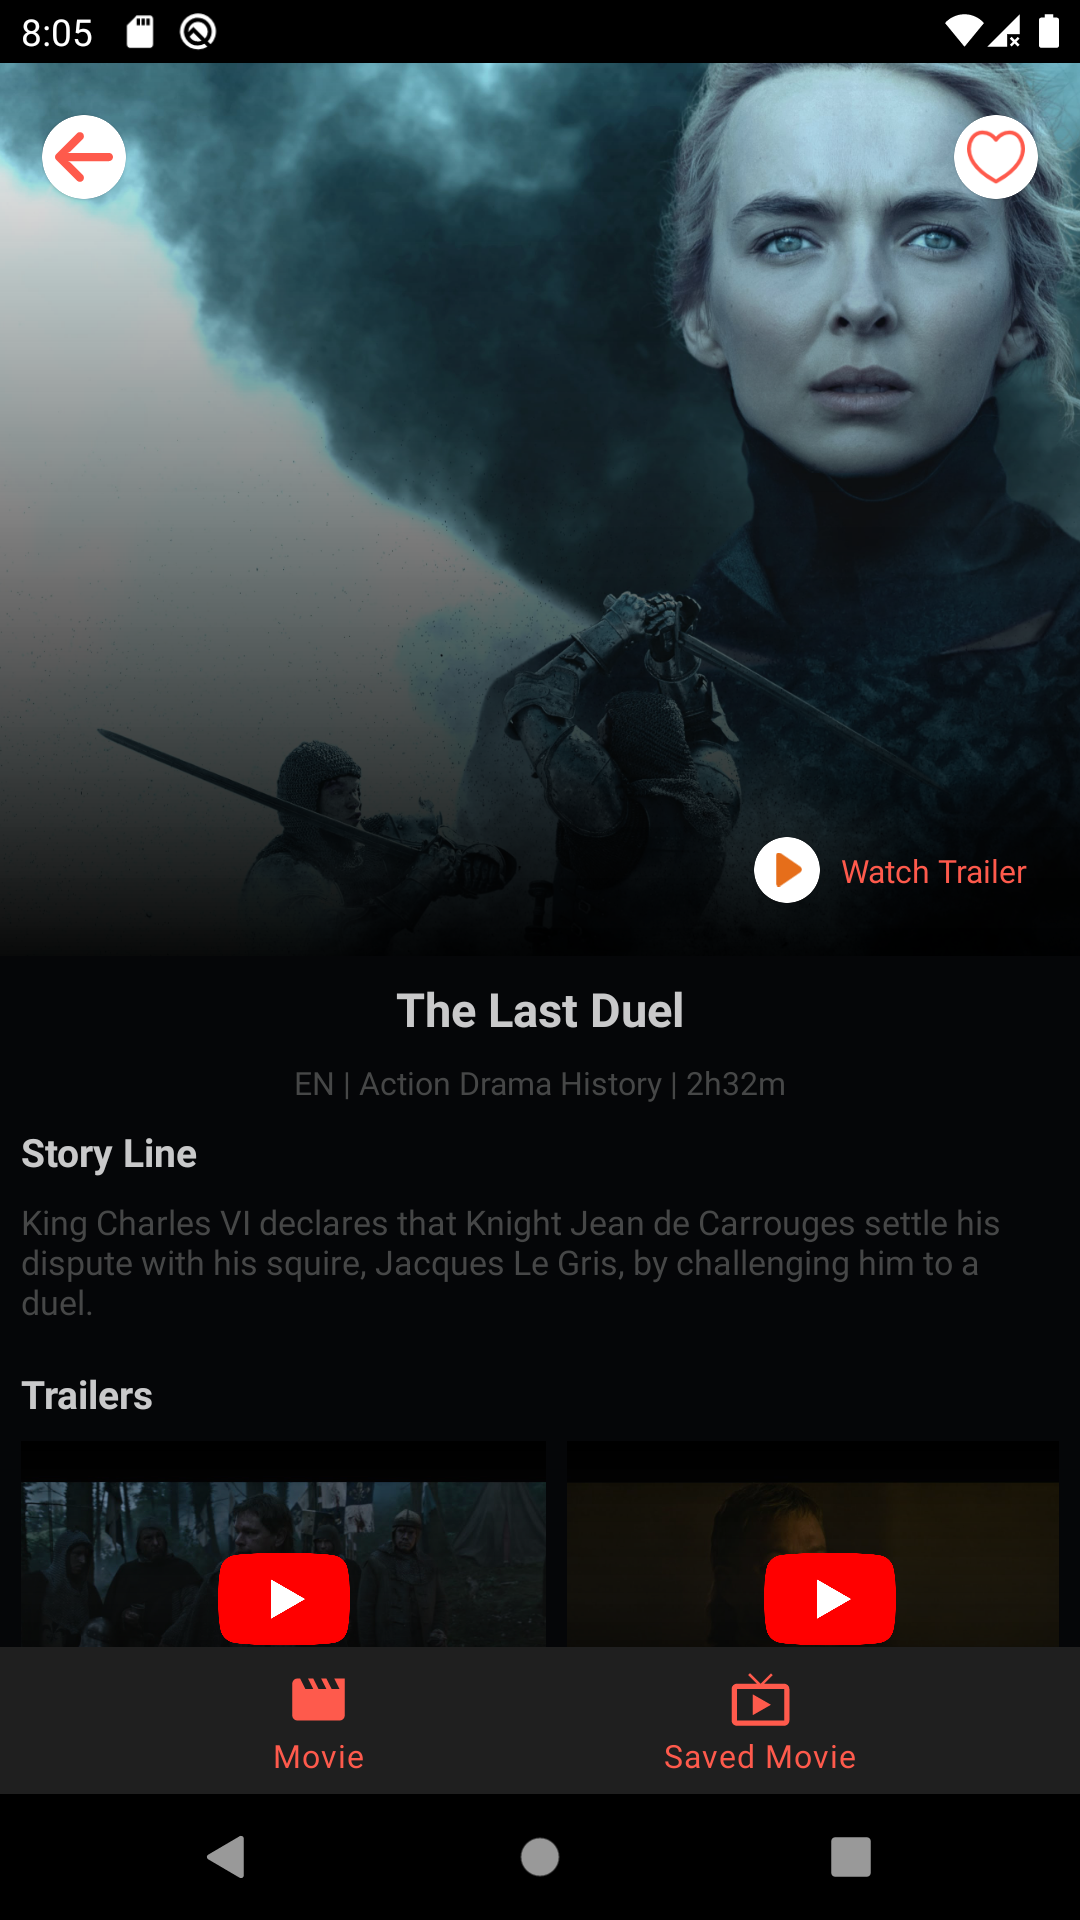 8:05
Watch Trailer
The Last Duel
EN | Action Drama History | 2h32m
Story Line
King Charles VI declares that Knight Jean de Carrouges settle his
dispute with his squire, Jacques Le Gris, by challenging him to a
duel.
Trailers
Movie
Saved Movie